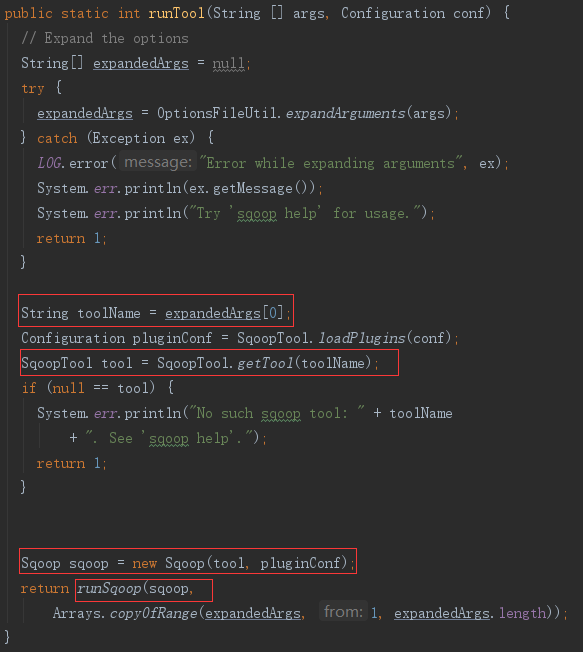 public static int runTool(String [] args, Configuration conf) {
// Expand the options
String[] expandedArgs = null;
try {
expandedArgs = OptionsFileUtil.expandArguments(args);
} catch (Exception ex) {
LOG.error( message: "Error while expanding arguments", ex);
System.err.println(ex.getMessage());
System.err.println("Try 'sqoop help' for usage.");
return 1;
}
String toolName = expandedArgs[0];
Configuration pluginConf = SqoopTool.loadPlugins(conf);
SqoopTool tool = SqoopTool.getTool(toolName);
if (null == tool) {
System.err.println("No such sqoop tool: " + toolName
+ ". See 'sqoop help'.");
return 1;
}
Sqoop sqoop = new Sqoop(tool, pluginConf);
return runSqoop(sqoop,
Arrays.copyOfRange(expandedArgs, from: 1, expandedArgs.length));
}